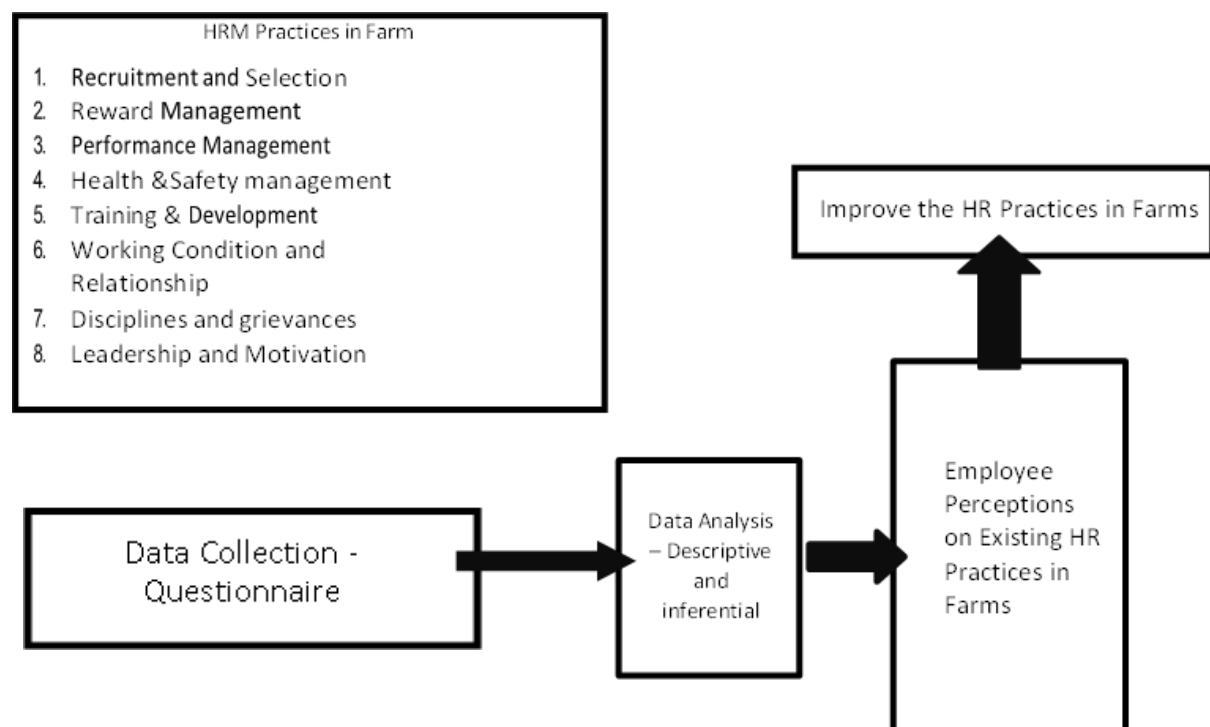 HRM Practices in Farm
1. Recruitment and Selection
2. Reward Management
3. Performance Management
4. Health &Safety management
5. Training & Development
6. Working Condition and
Relationship
7. Disciplines and grievances
8. Leadership and Motivation
Improve the HR Practices in Farms
Data Collection -
Questionnaire
Data Analysis
– Descriptive
and
inferential
Employee
Perceptions
on Existing HR
Practices in
Farms